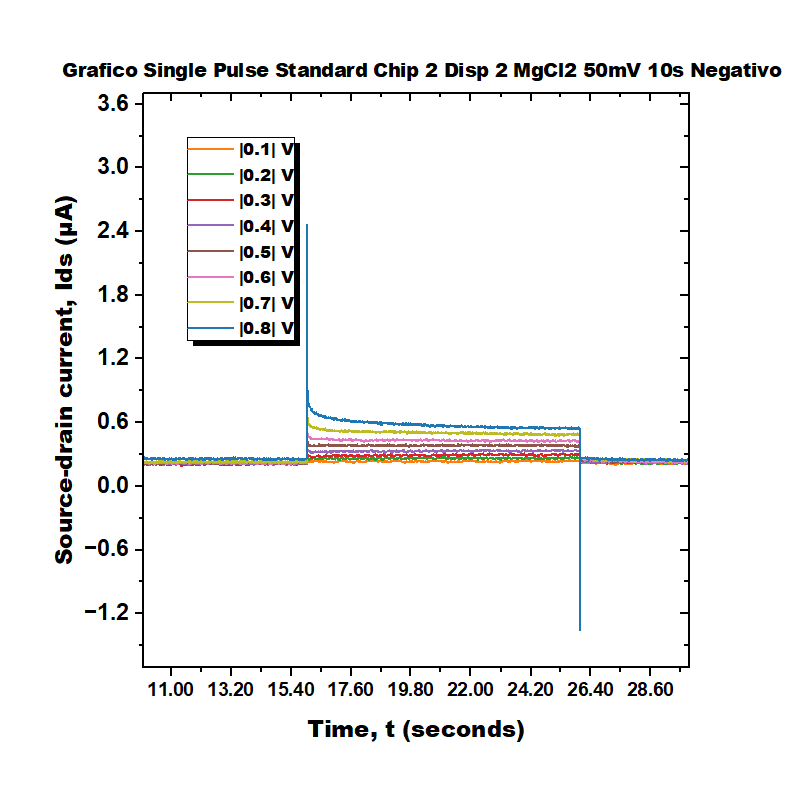 Grafico Single Pulse Standard Chip 2 Disp 2 MgCl2 50mV 10s Negativo
3.6
3.0
2.4
1.8
1.2
0.6
0.0
−0.6
−1.2
Source-drain current, Ids (µA)
|0.1| V
|0.2| V
|0.3| V
|0.4| V
|0.5| V
|0.6| V
|0.7| V
|0.8| V
11.00 13.20 15.40 17.60 19.80 22.00 24.20 26.40 28.60
Time, t (seconds)